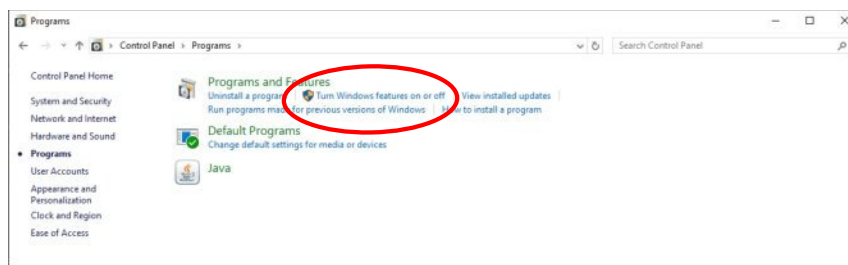 Programs
Control Panel > Programs >
Search Control Panel
Control Panel Home
System and Security
Network and Internet
Hardware and Sound
Programs
User Accounts
Appearance and
Personalization
Clock and Region
Ease of Access
Programs and Features
Uninstall a program Turn Windows features on or off View installed updates
Run programs made for previous versions of Windows How to install a program
Default Programs
Change default settings for media or devices
Java